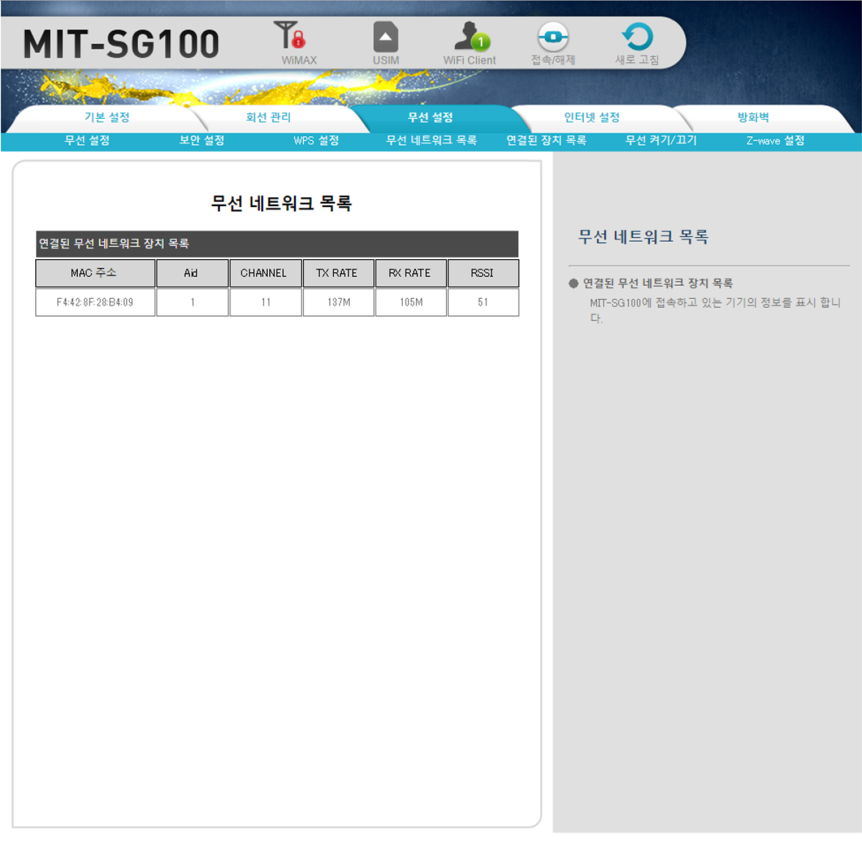 MIT-SG100
WiMAX
USIM
1
WiFi Client
접속/해제
새로 고침
기본 설정 회선 관리 무선 설정 인터넷 설정 방화벽
무선 설정 보안 설정 WPS 설정 무선 네트워크 목록 연결된 장치 목록 무선 켜기/끄기 Z-wave 설정
무선 네트워크 목록
연결된 무선 네트워크 장치 목록
MAC 주소 Aid CHANNEL TX RATE RX RATE RSSI
F4:42:8F:28:B4:09 1 11 137M 105M 51
무선 네트워크 목록
연결된 무선 네트워크 장치 목록
MIT-SG100에 접속하고 있는 기기의 정보를 표시 합니
다.